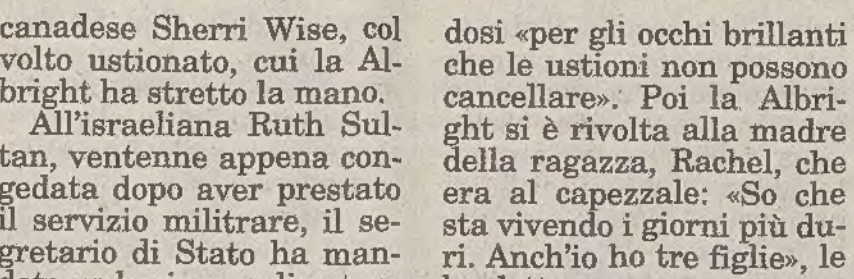 canadese Sherri Wise, col
volto ustionato, cui la Al-
bright ha stretto la mano.
All'israeliana Ruth Sul-
tan, ventenne appena con-
gedata dopo aver prestato
il servizio militrare, il se-
gretario di Stato ha man-
dosi «per gli occhi brillanti
che le ustioni non possono
cancellare». Poi la Albri-
ght si è rivolta alla madre
della ragazza, Rachel, che
era al capezzale: «So che
sta vivendo i giorni più du-
ri. Anch'io ho tre figlie», le